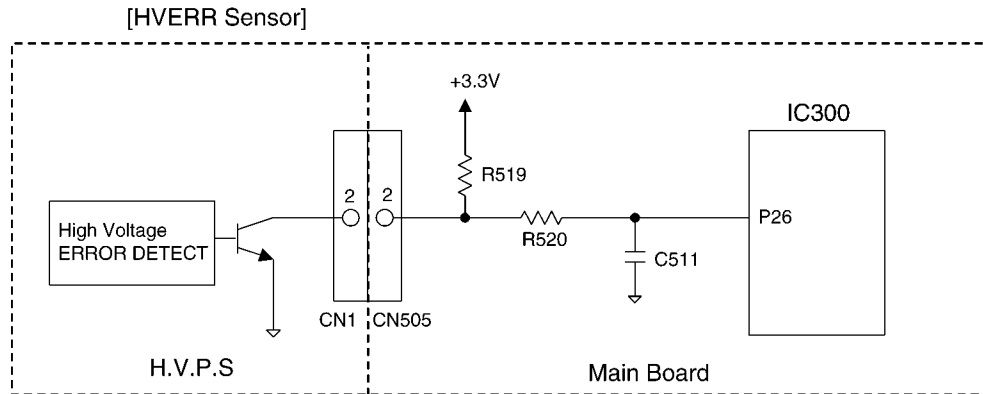 [HVERR Sensor]
+3.3V
IC300
R519
2
2
High Voltage
ERROR DETECT
R520
P26
C511
CN1
CN505
H.V.P.S
Main Board